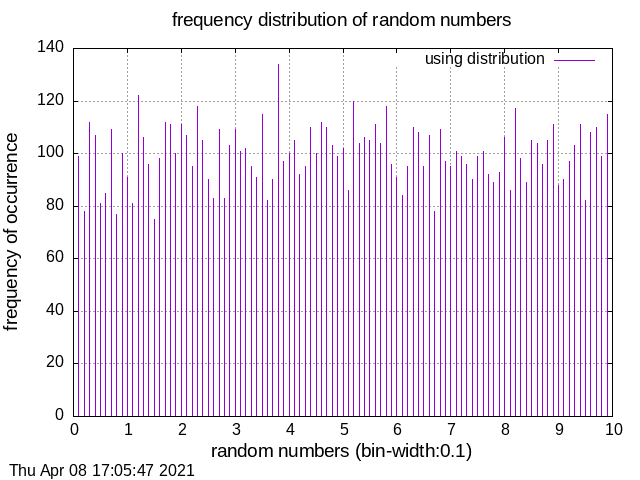 frequency distribution of random numbers
using distribution
frequency of occurrence
140
120
100
80
60
40
20
0
0 1 2 3 4 5 6 7 8 9 10
random numbers (bin-width:0.1)
Thu Apr 08 17:05:47 2021